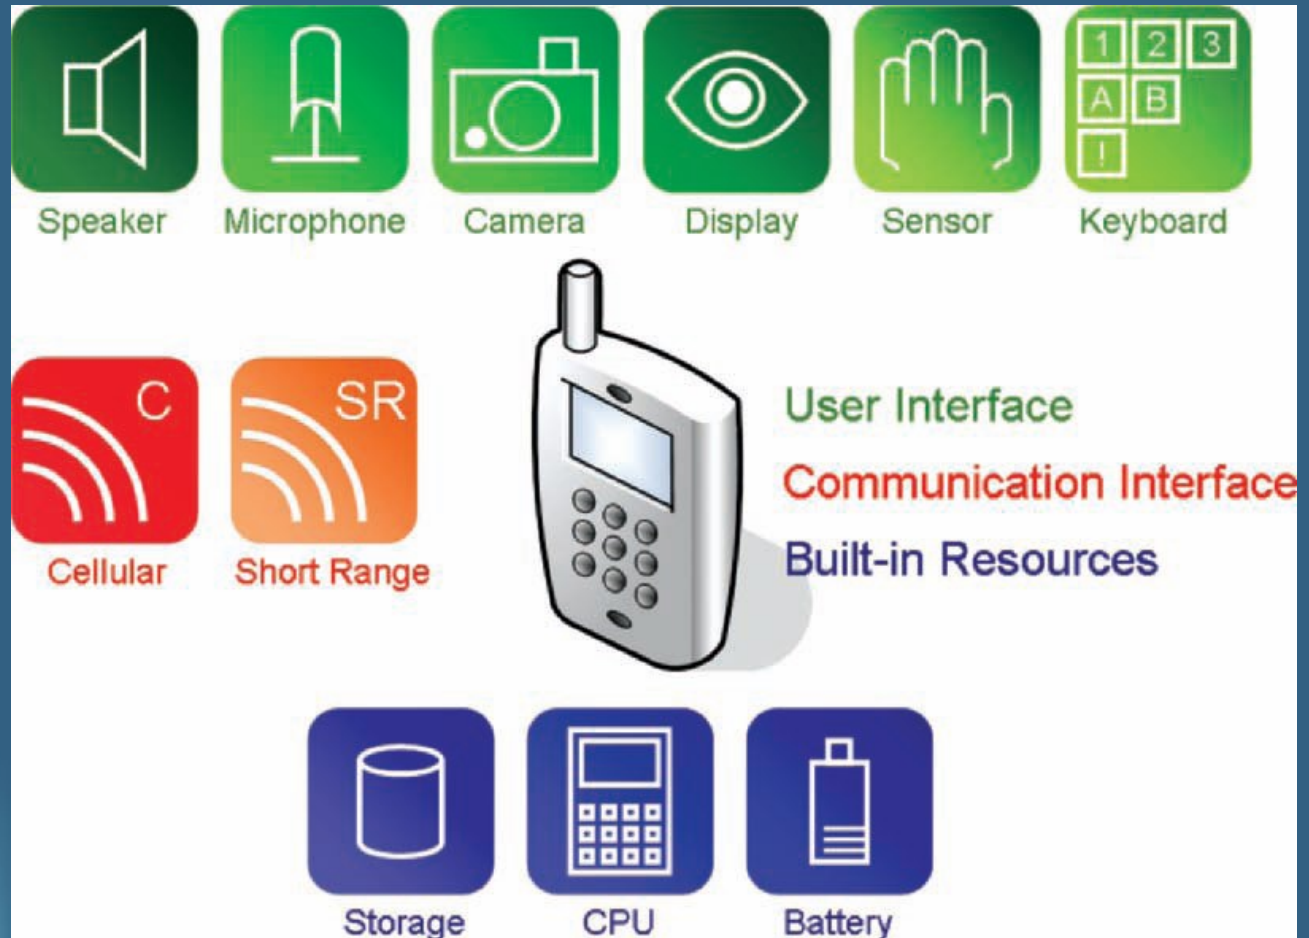 1 2 3
A B
!
Speaker Microphone Camera Display Sensor Keyboard
C SR
User Interface
Communication Interface
Built-in Resources
Cellular Short Range
Storage CPU Battery